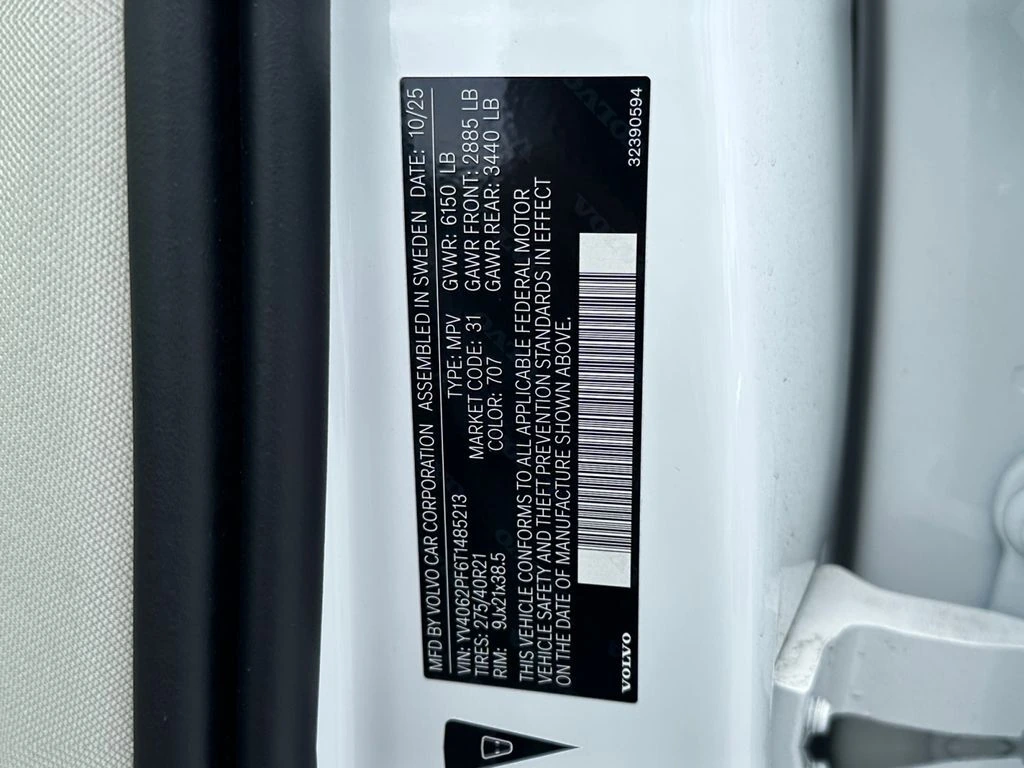 MFD BY VOLVO CAR CORPORATION ASSEMBLED IN SWEDEN DATE: 10/25
VIN: YV4062PF6T1485213 TYPE: MPV GVWR: 6150 LB
TIRES: 275/40R21 MARKET CODE: 31 GAWR FRONT: 2885 LB
RIM: 9Jx21x38.5 COLOR: 707 GAWR REAR: 3440 LB
THIS VEHICLE CONFORMS TO ALL APPLICABLE FEDERAL MOTOR
VEHICLE SAFETY AND THEFT PREVENTION STANDARDS IN EFFECT
ON THE DATE OF MANUFACTURE SHOWN ABOVE.
VOLVO
32390594